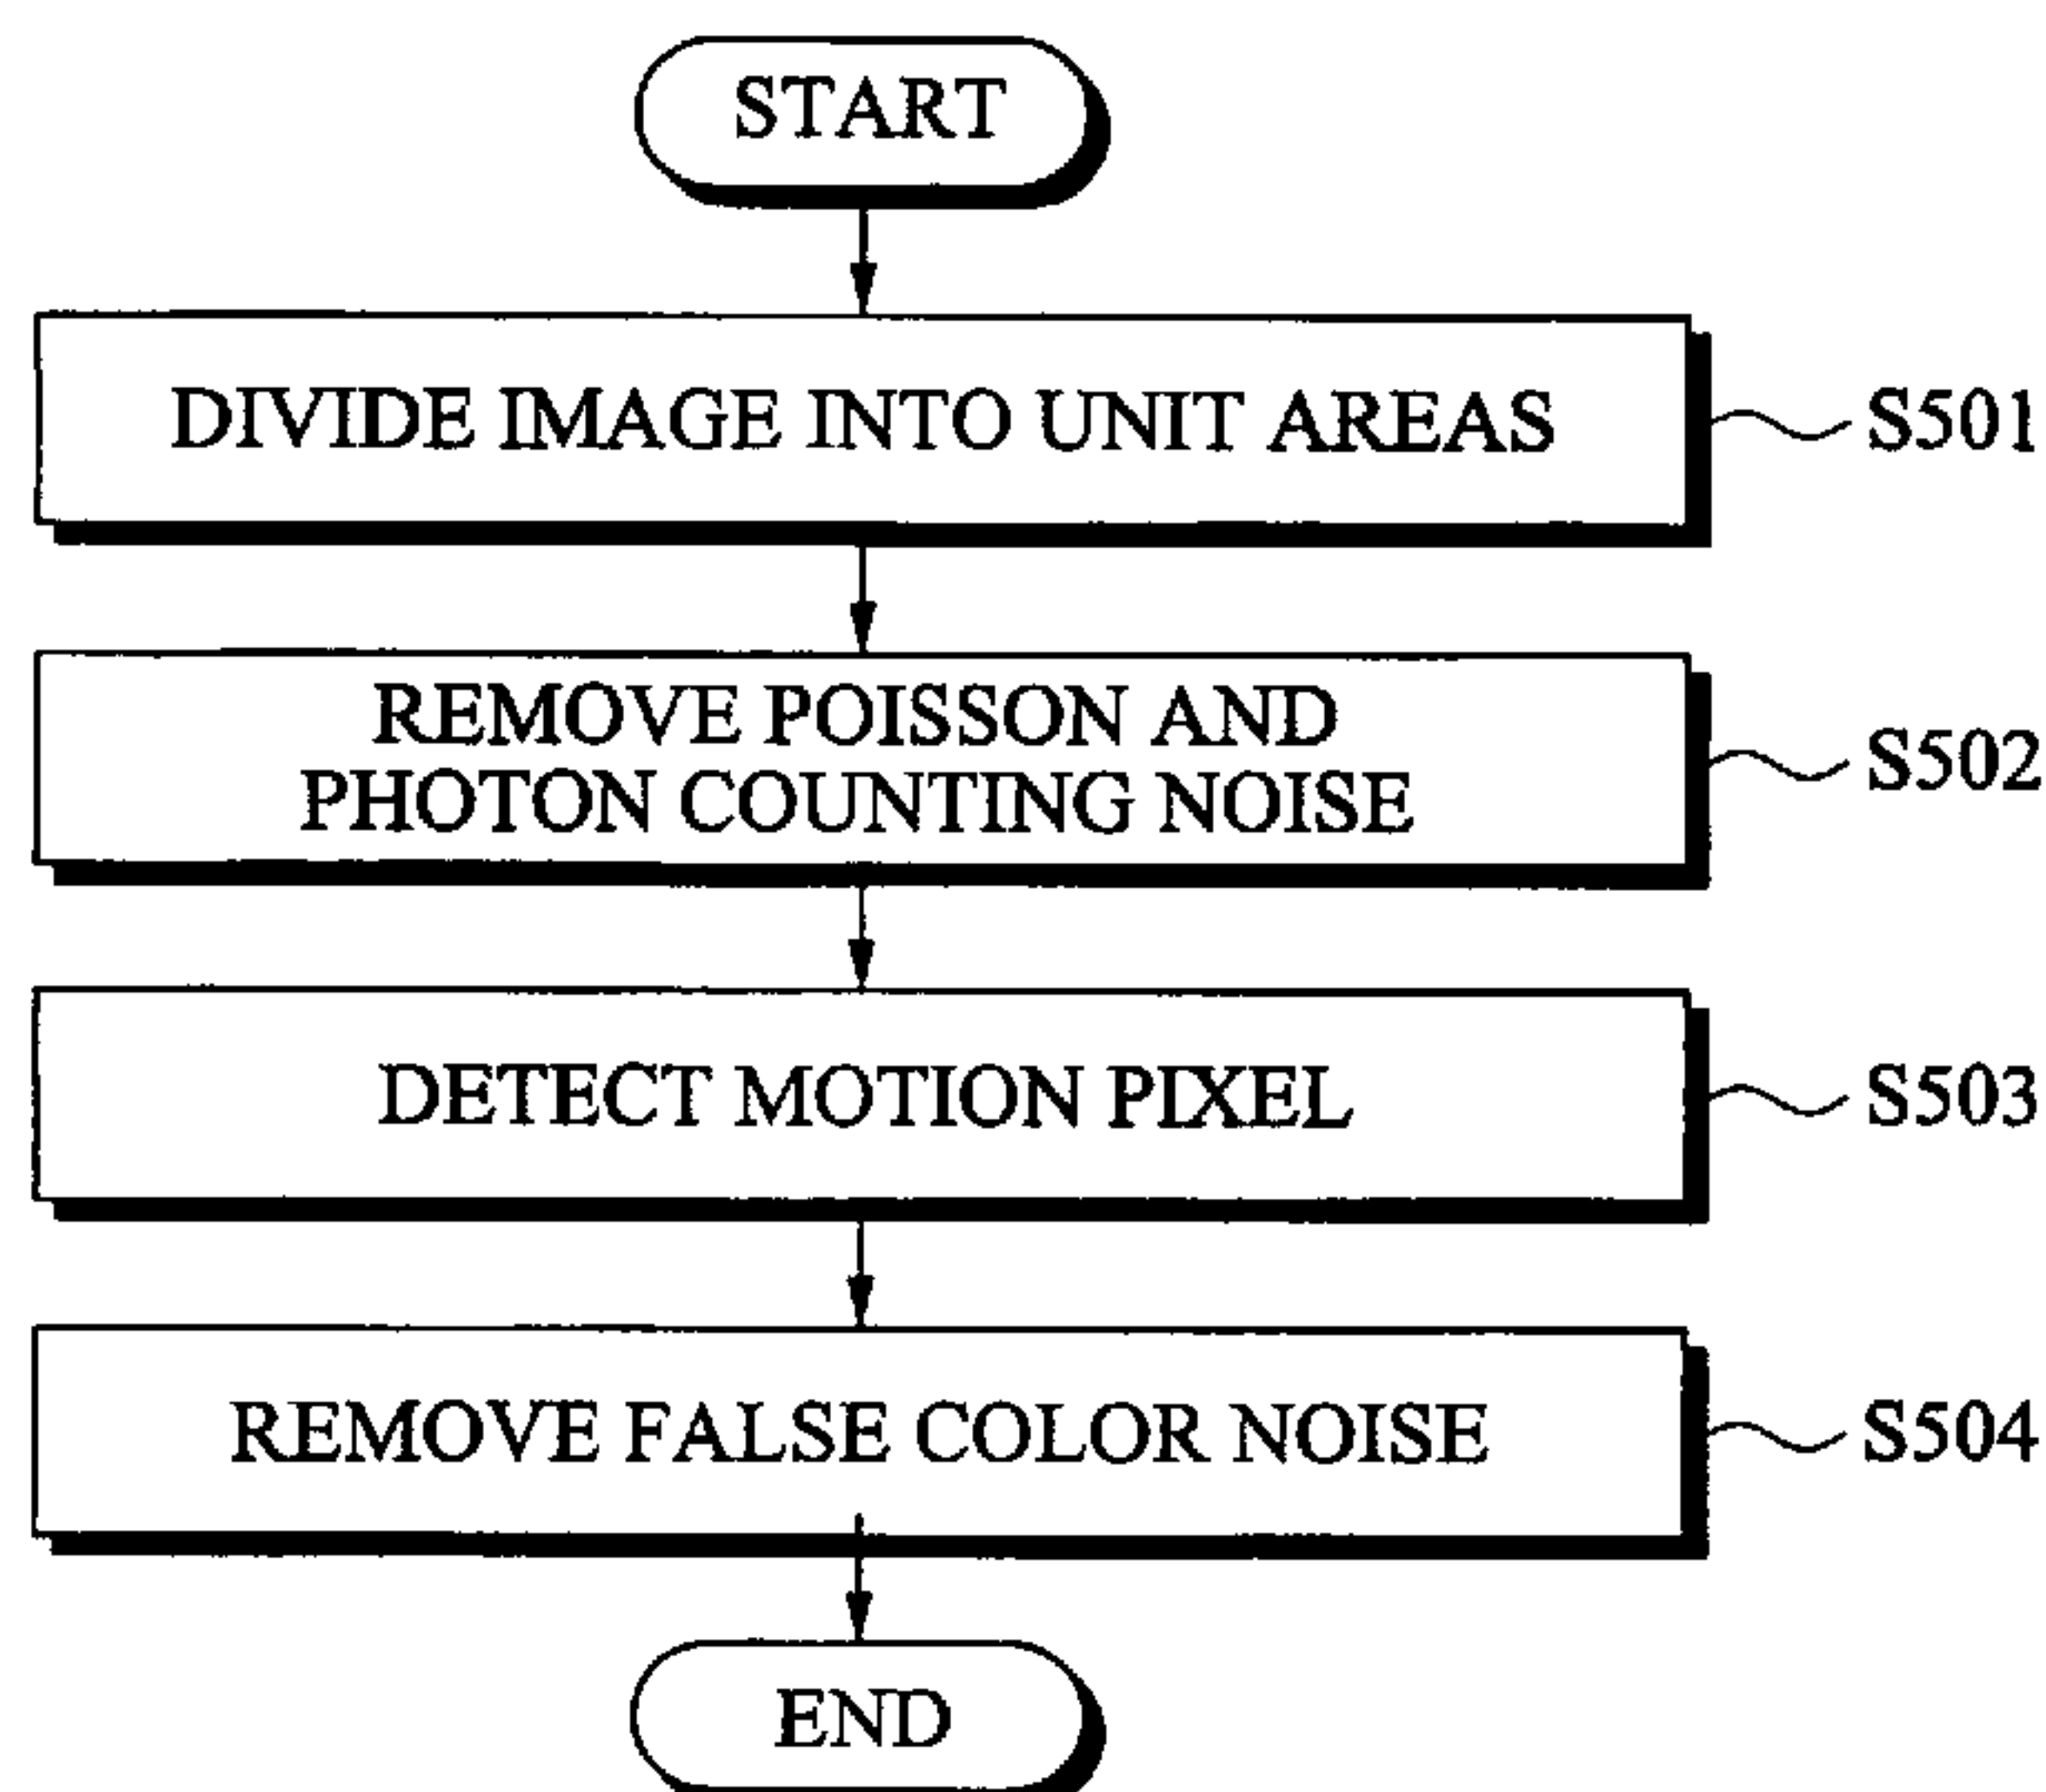 START
DIVIDE IMAGE INTO UNIT AREAS
S501
REMOVE POISSON AND
PHOTON COUNTING NOISE
S502
DETECT MOTION PIXEL
S503
REMOVE FALSE COLOR NOISE
S504
END